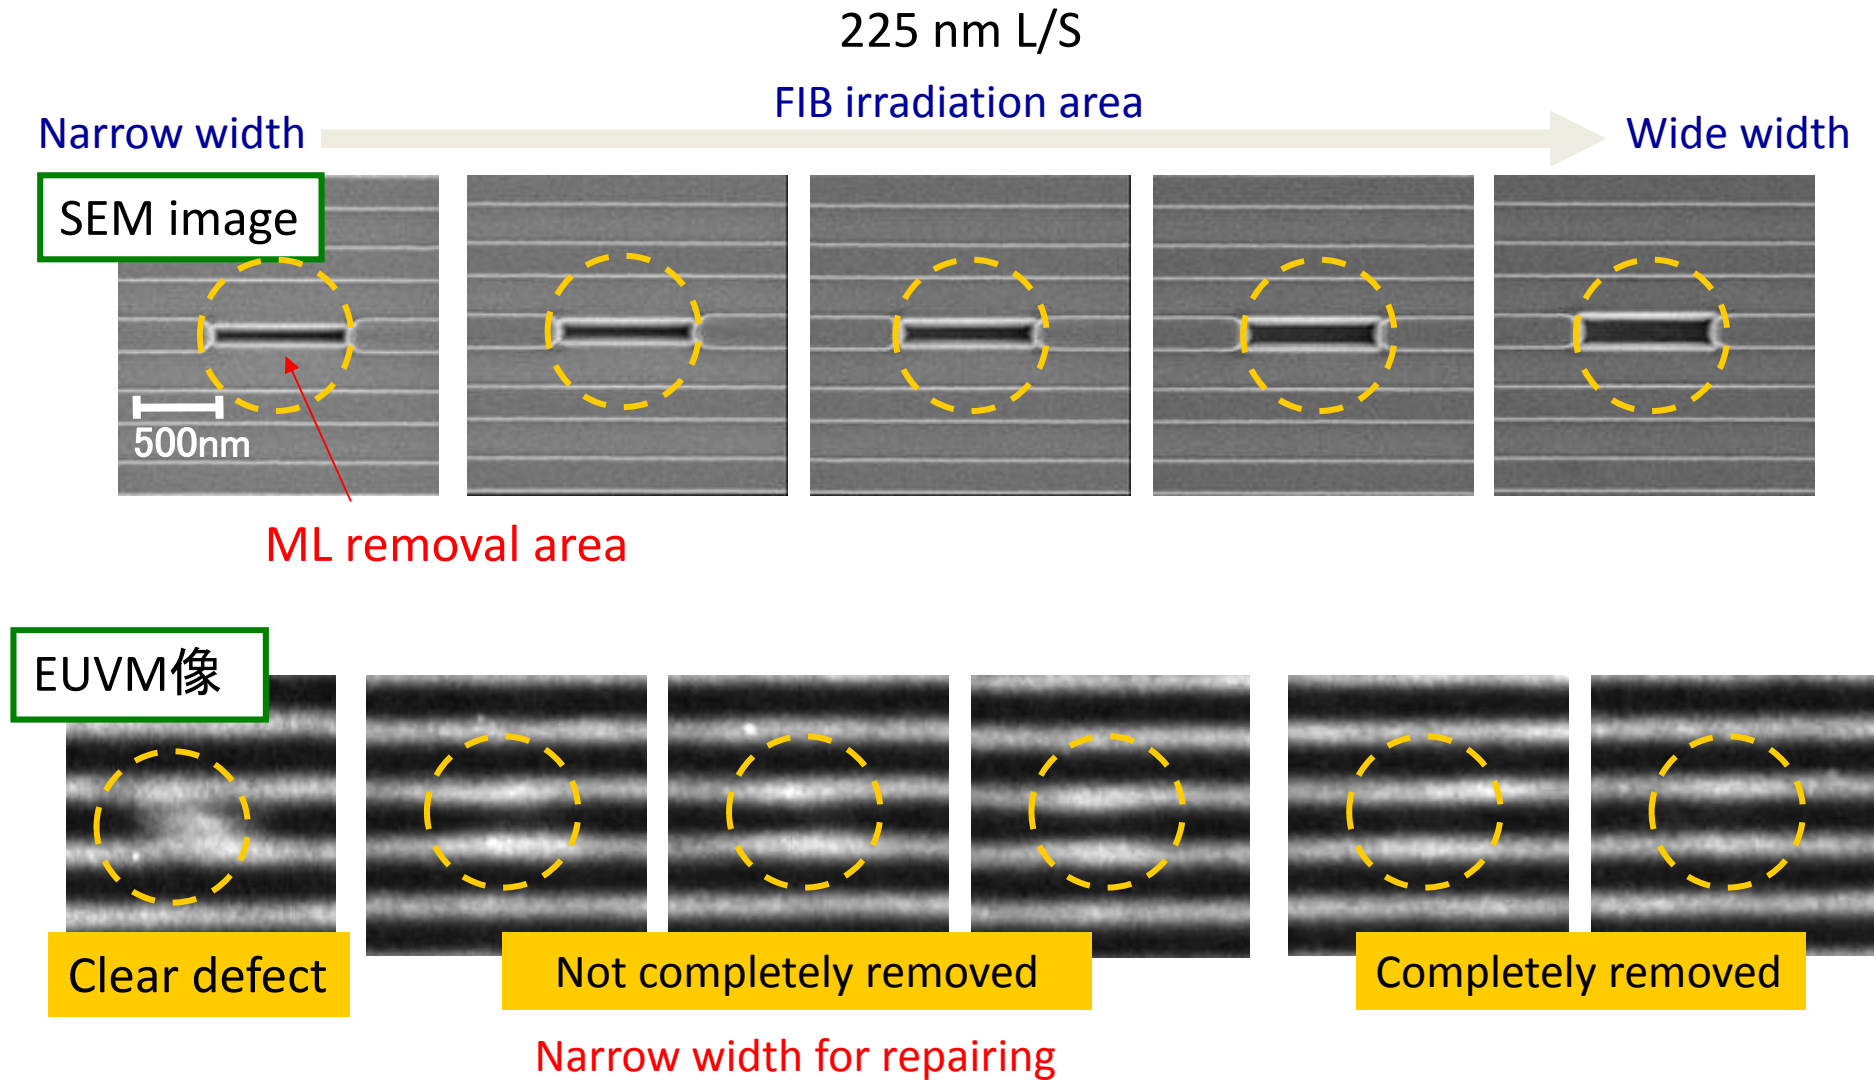 225 nm L/S
FIB irradiation area
Narrow width
Wide width
SEM image
500nm
ML removal area
EUVM像
Clear defect
Not completely removed
Completely removed
Narrow width for repairing